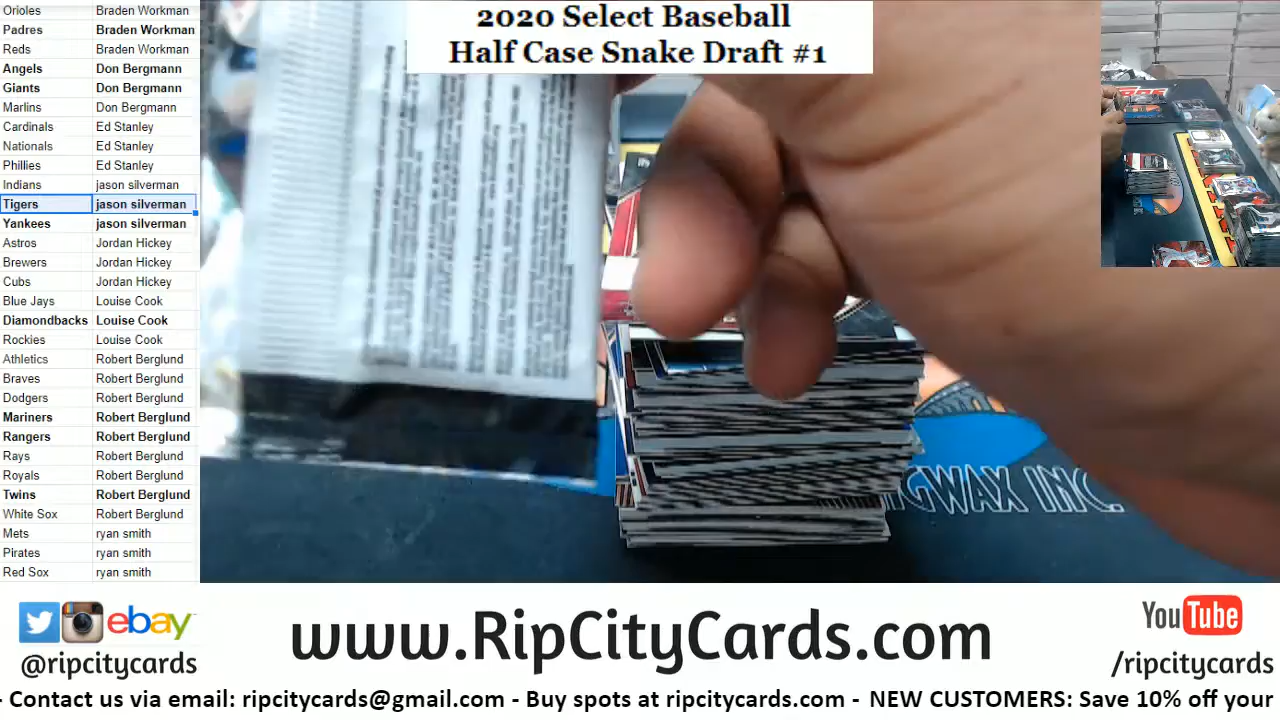 Orioles Braden Workman
Padres Braden Workman
Reds Braden Workman
Angels Don Bergmann
Giants Don Bergmann
Marlins Don Bergmann
Cardinals Ed Stanley
Nationals Ed Stanley
Phillies Ed Stanley
Indians jason silverman
Tigers jason silverman
Yankees jason silverman
Astros Jordan Hickey
Brewers Jordan Hickey
Cubs Jordan Hickey
Blue Jays Louise Cook
Diamondbacks Louise Cook
Rockies Louise Cook
Athletics Robert Berglund
Braves Robert Berglund
Dodgers Robert Berglund
Mariners Robert Berglund
Rangers Robert Berglund
Rays Robert Berglund
Royals Robert Berglund
Twins Robert Berglund
White Sox Robert Berglund
Mets ryan smith
Pirates ryan smith
Red Sox ryan smith
2020 Select Baseball
Half Case Snake Draft #1
GWAX INC.
ebay
@ripcitycards
www.RipCityCards.com
YouTube
/ripcitycards
- Contact us via email: ripcitycards@gmail.com - Buy spots at ripcitycards.com - NEW CUSTOMERS: Save 10% off your